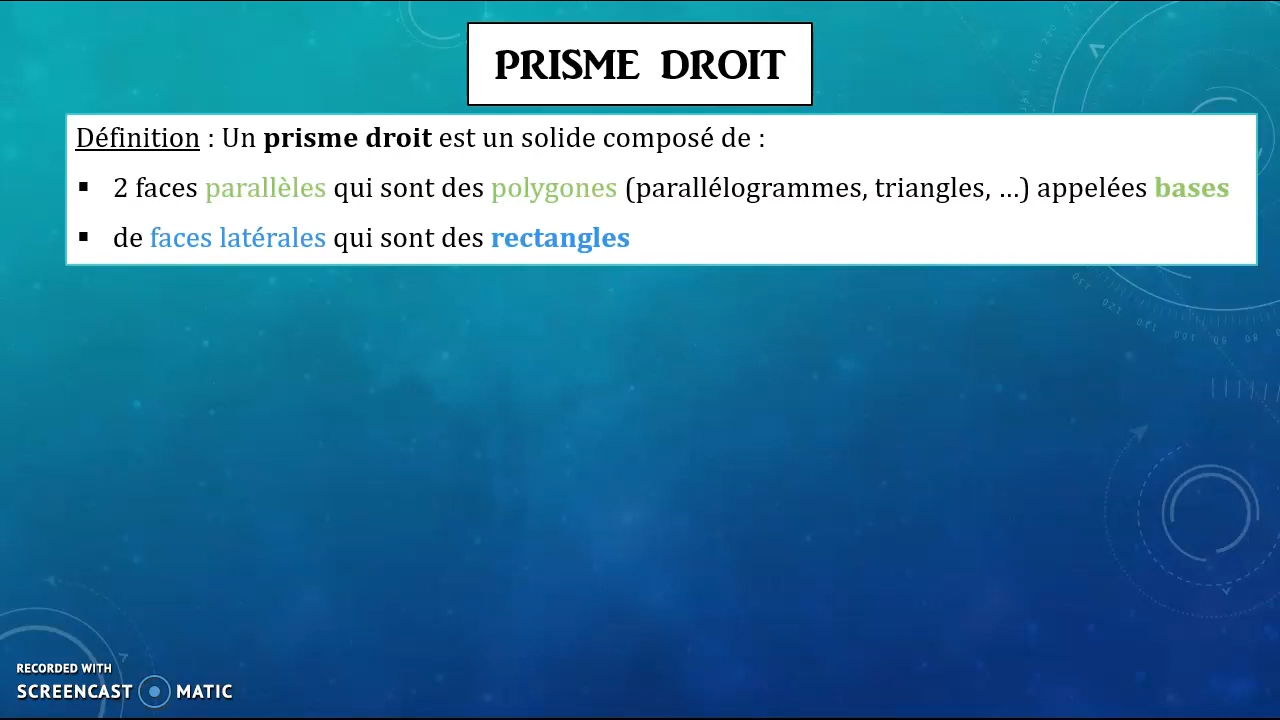 PRISME DROIT
Définition : Un prisme droit est un solide composé de :
▪ 2 faces parallèles qui sont des polygones (parallélogrammes, triangles, ...) appelées bases
▪ de faces latérales qui sont des rectangles
RECORDED WITH
SCREENCAST MATIC